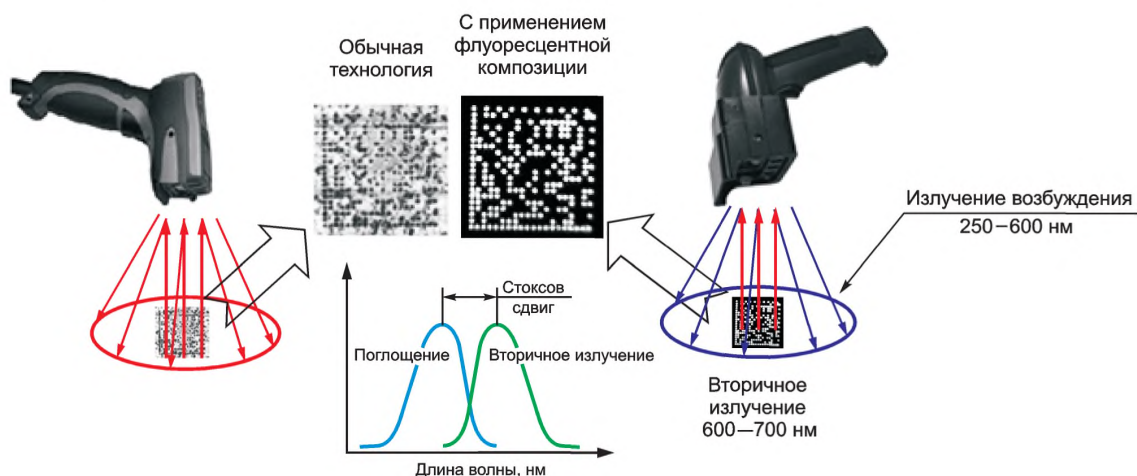 Обычная
технология
С применением
флуоресцентной
композиции
Излучение возбуждения
250–600 нм
Стоксов
сдвиг
Поглощение
Вторичное излучение
Вторичное
излучение
600—700 нм
Длина волны, нм